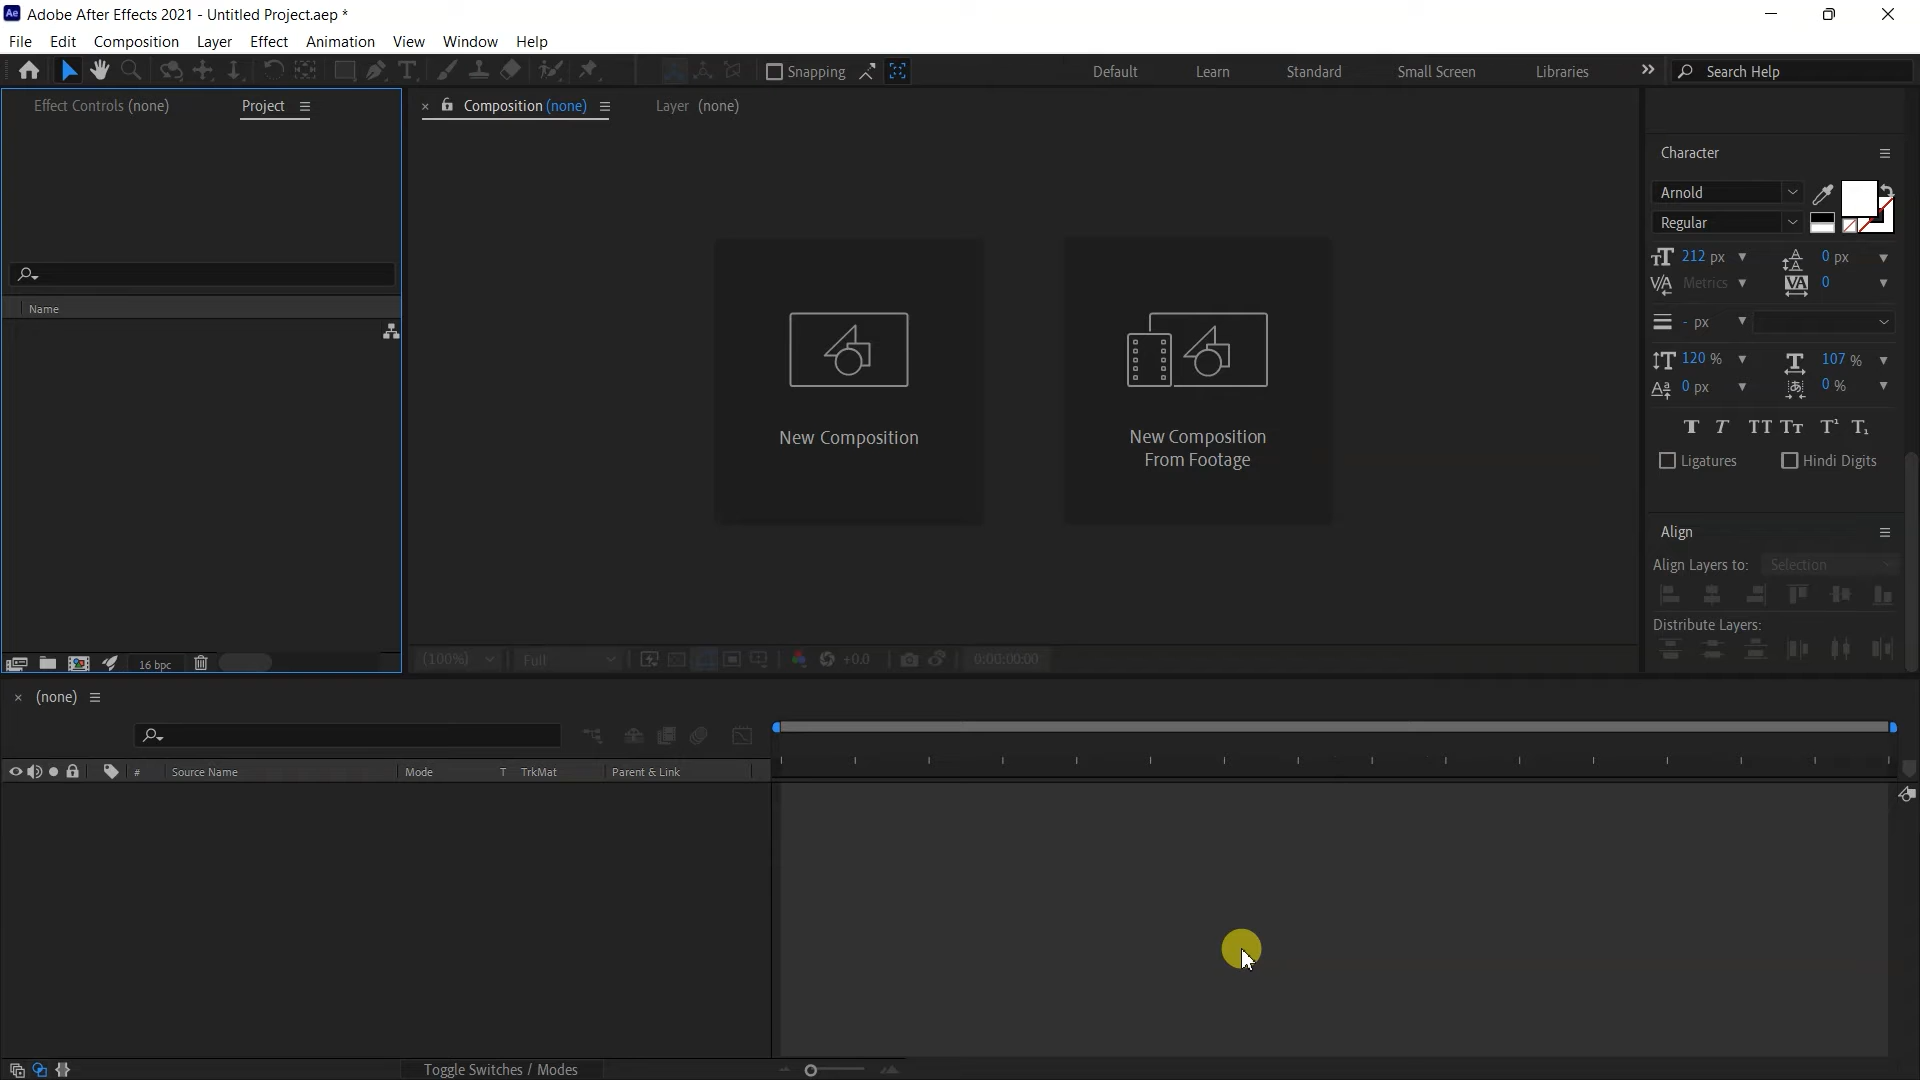 Ae Adobe After Effects 2021 - Untitled Project.aep *
File Edit Composition Layer Effect Animation View Window Help
Snapping Default Learn Standard Small Screen Libraries Search Help
Effect Controls (none) Project
Composition (none) Layer (none)
Character
Arnold
Regular
212 px 0 px
Metrics 0
- px
120 % 107 %
0 px 0 %
Ligatures Hindi Digits
Name
New Composition
New Composition
From Footage
Align
Align Layers to: Selection
Distribute Layers:
16 bpc
(100%) Full +0.0 0:00:00:00
(none)
# Source Name Mode T TrkMat Parent & Link
Toggle Switches / Modes